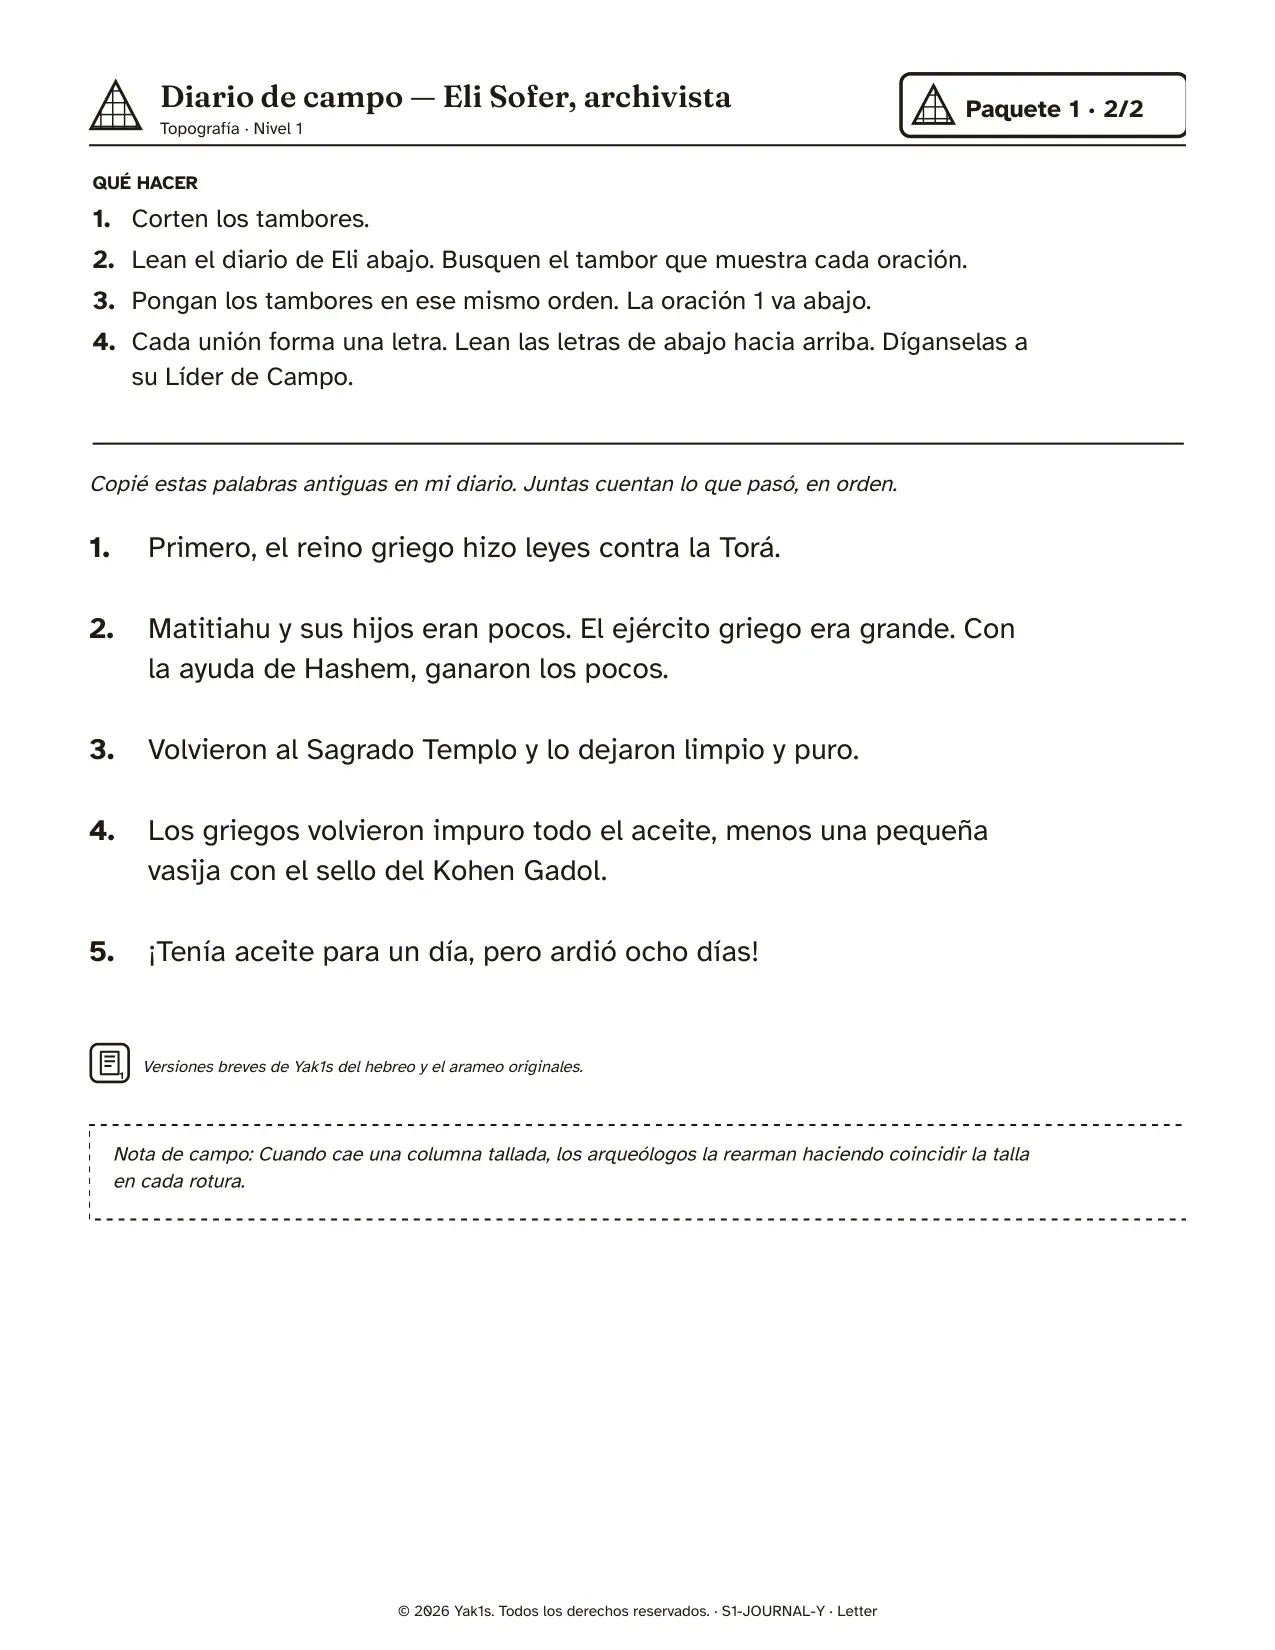 Diario de campo — Eli Sofer, archivista
Topografía · Nivel 1
Paquete 1 · 2/2
QUÉ HACER
1. Corten los tambores.
2. Lean el diario de Eli abajo. Busquen el tambor que muestra cada oración.
3. Pongan los tambores en ese mismo orden. La oración 1 va abajo.
4. Cada unión forma una letra. Lean las letras de abajo hacia arriba. Díganselas a
su Líder de Campo.
Copié estas palabras antiguas en mi diario. Juntas cuentan lo que pasó, en orden.
1. Primero, el reino griego hizo leyes contra la Torá.
2. Matitiahu y sus hijos eran pocos. El ejército griego era grande. Con
la ayuda de Hashem, ganaron los pocos.
3. Volvieron al Sagrado Templo y lo dejaron limpio y puro.
4. Los griegos volvieron impuro todo el aceite, menos una pequeña
vasija con el sello del Kohen Gadol.
5. ¡Tenía aceite para un día, pero ardió ocho días!
1
Versiones breves de Yak1s del hebreo y el arameo originales.
Nota de campo: Cuando cae una columna tallada, los arqueólogos la rearman haciendo coincidir la talla
en cada rotura.
© 2026 Yak1s. Todos los derechos reservados. · S1-JOURNAL-Y · Letter